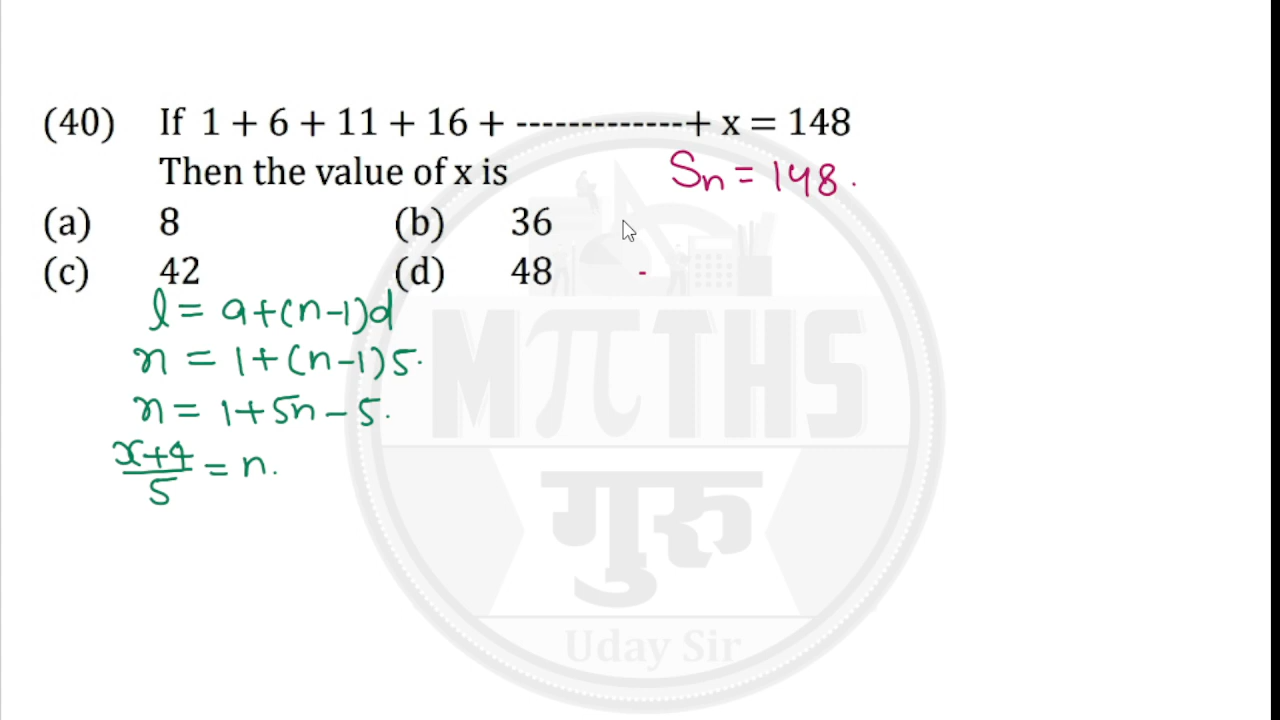 (40) If 1 + 6 + 11 + 16 + --------------+ x = 148
Then the value of x is
Sn = 148.
(a) 8 (b) 36
(c) 42 (d) 48
l = a+(n-1)d
x = 1+(n-1)5.
x = 1+5n-5.
x+4/5 = n.
MπTHS
गुरु
Uday Sir